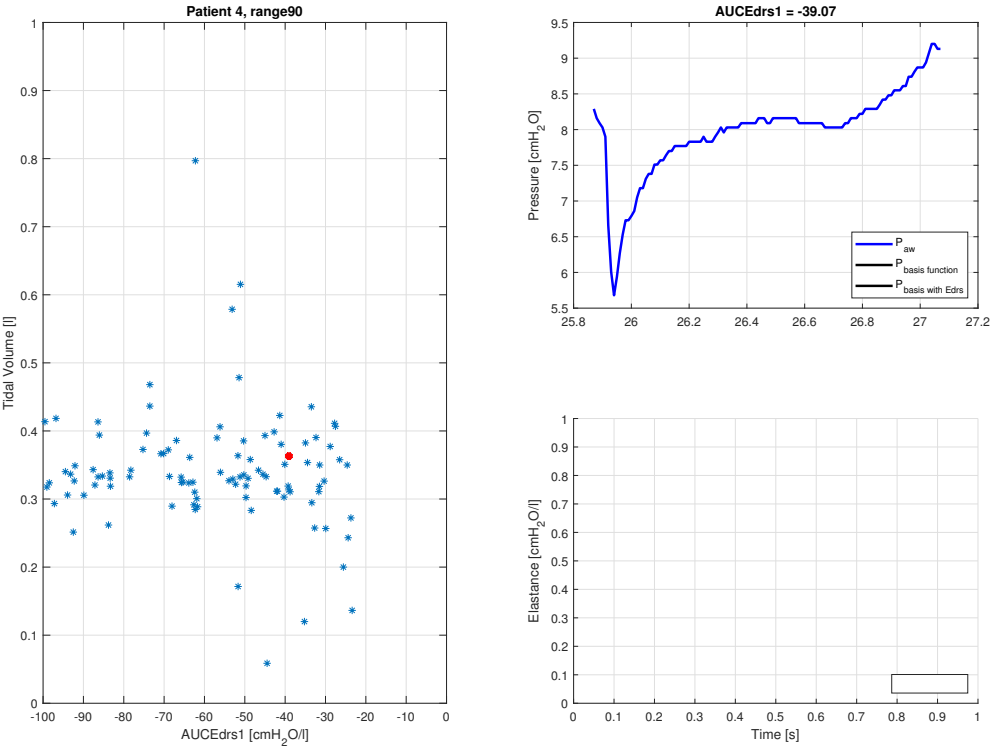 Patient 4, range90
1
0.9
0.8
0.7
0.6
0.5
0.4
0.3
0.2
0.1
0
Tidal Volume [l]
-100 -90 -80 -70 -60 -50 -40 -30 -20 -10 0
AUCEdrs1 [cmH2O/l]
AUCEdrs1 = -39.07
9.5
9
8.5
8
7.5
7
6.5
6
5.5
Pressure [cmH2O]
Paw
Pbasis function
Pbasis with Edrs
25.8 26 26.2 26.4 26.6 26.8 27 27.2
1
0.9
0.8
0.7
0.6
0.5
0.4
0.3
0.2
0.1
0
Elastance [cmH2O/l]
0 0.1 0.2 0.3 0.4 0.5 0.6 0.7 0.8 0.9 1
Time [s]